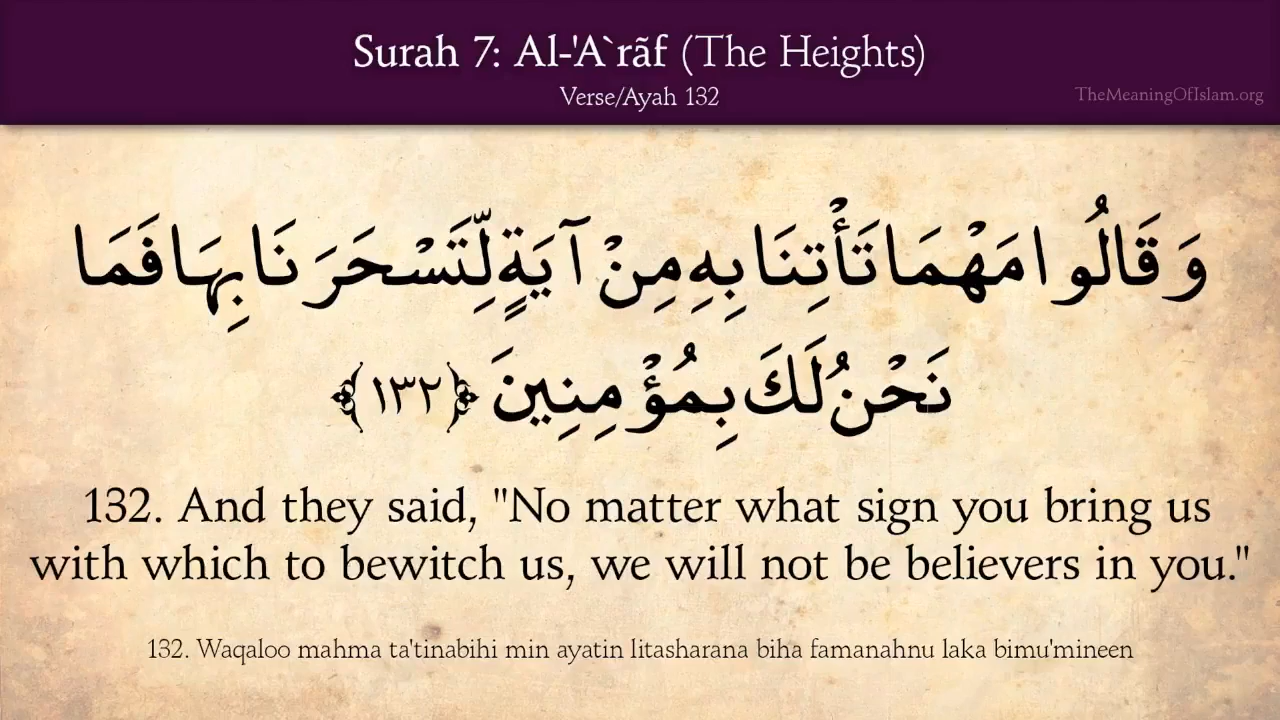 Surah 7: Al-'A`rãf (The Heights)
Verse/Ayah 132
TheMeaningOfIslam.org
وَقَالُوا مَهْمَا تَأْتِنَا بِهِ مِنْ آيَةٍ لِّتَسْحَرَنَا بِهَا فَمَا
نَحْنُ لَكَ بِمُؤْمِنِينَ ﴿١٣٢﴾
132. And they said, "No matter what sign you bring us
with which to bewitch us, we will not be believers in you."
132. Waqaloo mahma ta'tinabihi min ayatin litasharana biha famanahnu laka bimu'mineen